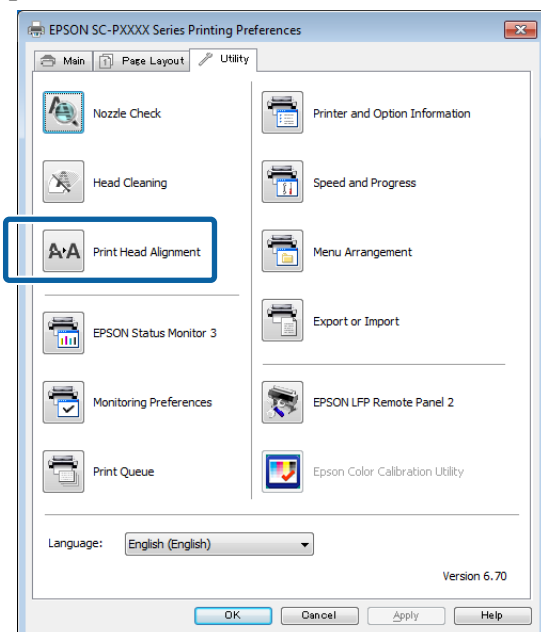 EPSON SC-PXXXX Series Printing Preferences
Main
Page Layout
Utility
Nozzle Check
Printer and Option Information
Head Cleaning
Speed and Progress
A▸A
Print Head Alignment
Menu Arrangement
EPSON Status Monitor 3
Export or Import
Monitoring Preferences
EPSON LFP Remote Panel 2
Print Queue
Epson Color Calibration Utility
Language:
English (English)
Version 6.70
OK
Cancel
Apply
Help